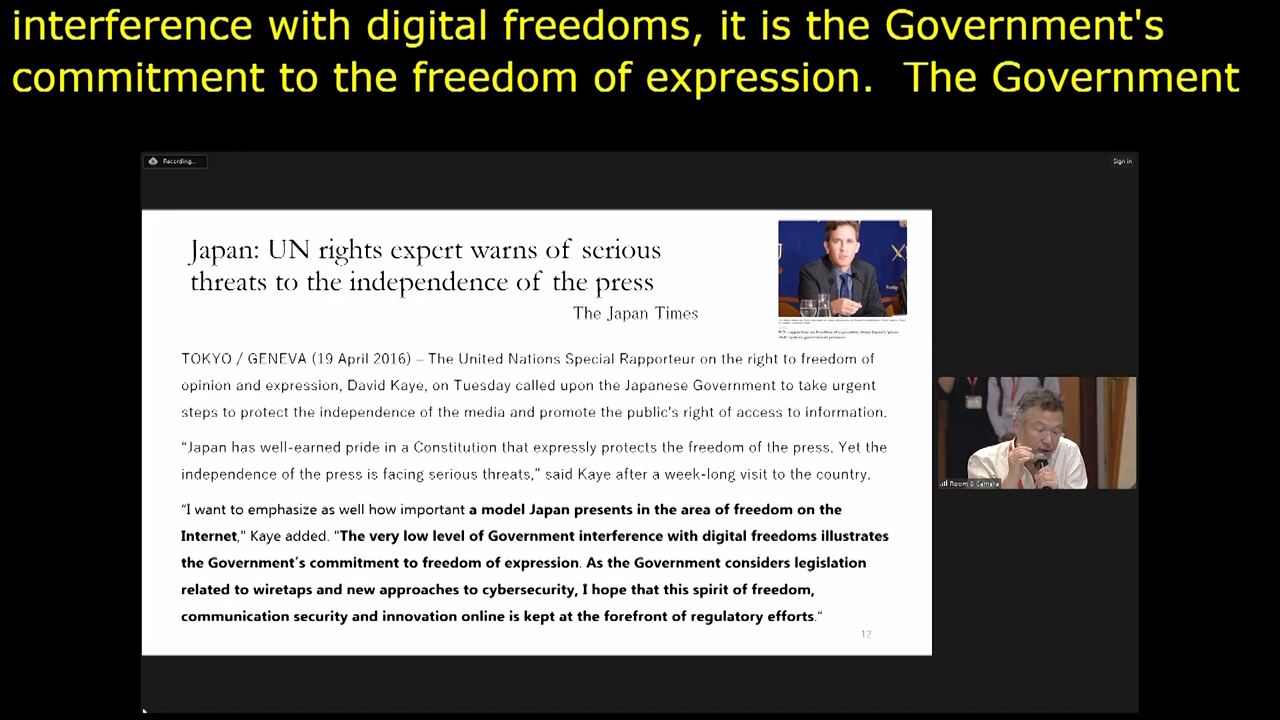 interference with digital freedoms, it is the Government's
commitment to the freedom of expression.  The Government
Recording...
Sign in
Japan: UN rights expert warns of serious
threats to the independence of the press
The Japan Times
TOKYO / GENEVA (19 April 2016) – The United Nations Special Rapporteur on the right to freedom of
opinion and expression, David Kaye, on Tuesday called upon the Japanese Government to take urgent
steps to protect the independence of the media and promote the public's right of access to information.
“Japan has well-earned pride in a Constitution that expressly protects the freedom of the press. Yet the
independence of the press is facing serious threats,” said Kaye after a week-long visit to the country.
“I want to emphasize as well how important a model Japan presents in the area of freedom on the
Internet,” Kaye added. "The very low level of Government interference with digital freedoms illustrates
the Government’s commitment to freedom of expression. As the Government considers legislation
related to wiretaps and new approaches to cybersecurity, I hope that this spirit of freedom,
communication security and innovation online is kept at the forefront of regulatory efforts.“
12